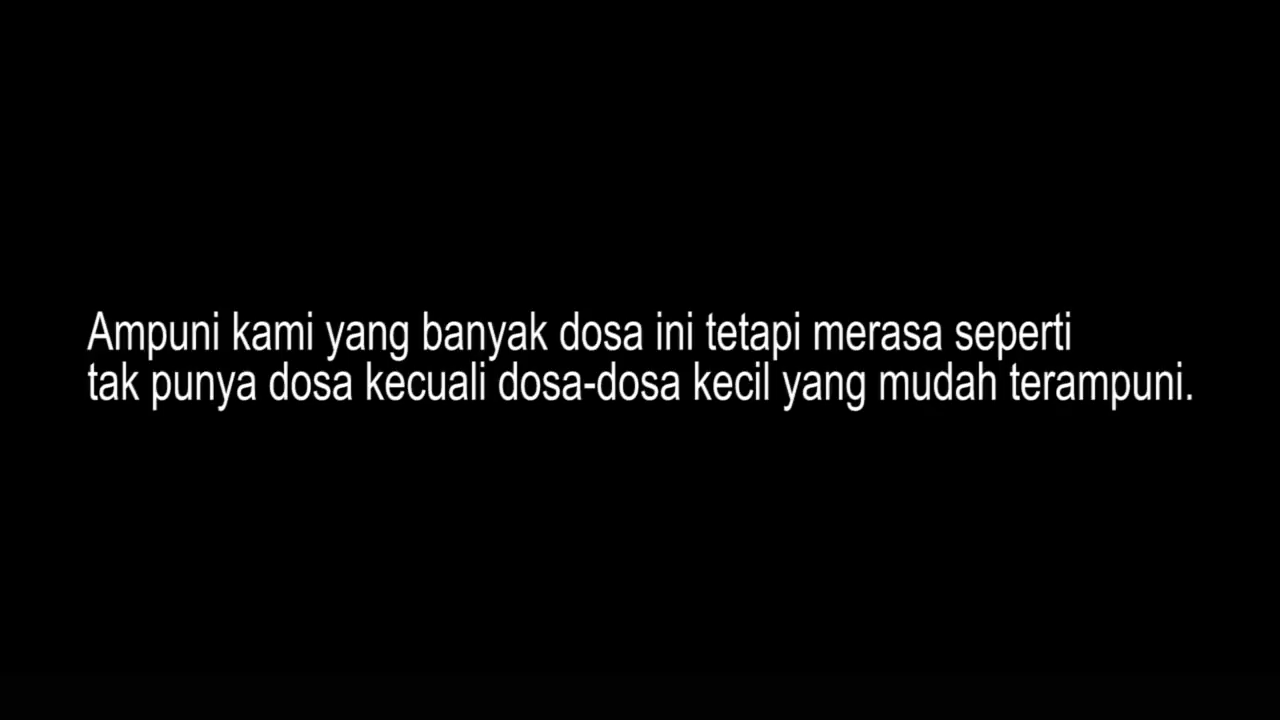 Ampuni kami yang banyak dosa ini tetapi merasa seperti
tak punya dosa kecuali dosa-dosa kecil yang mudah terampuni.